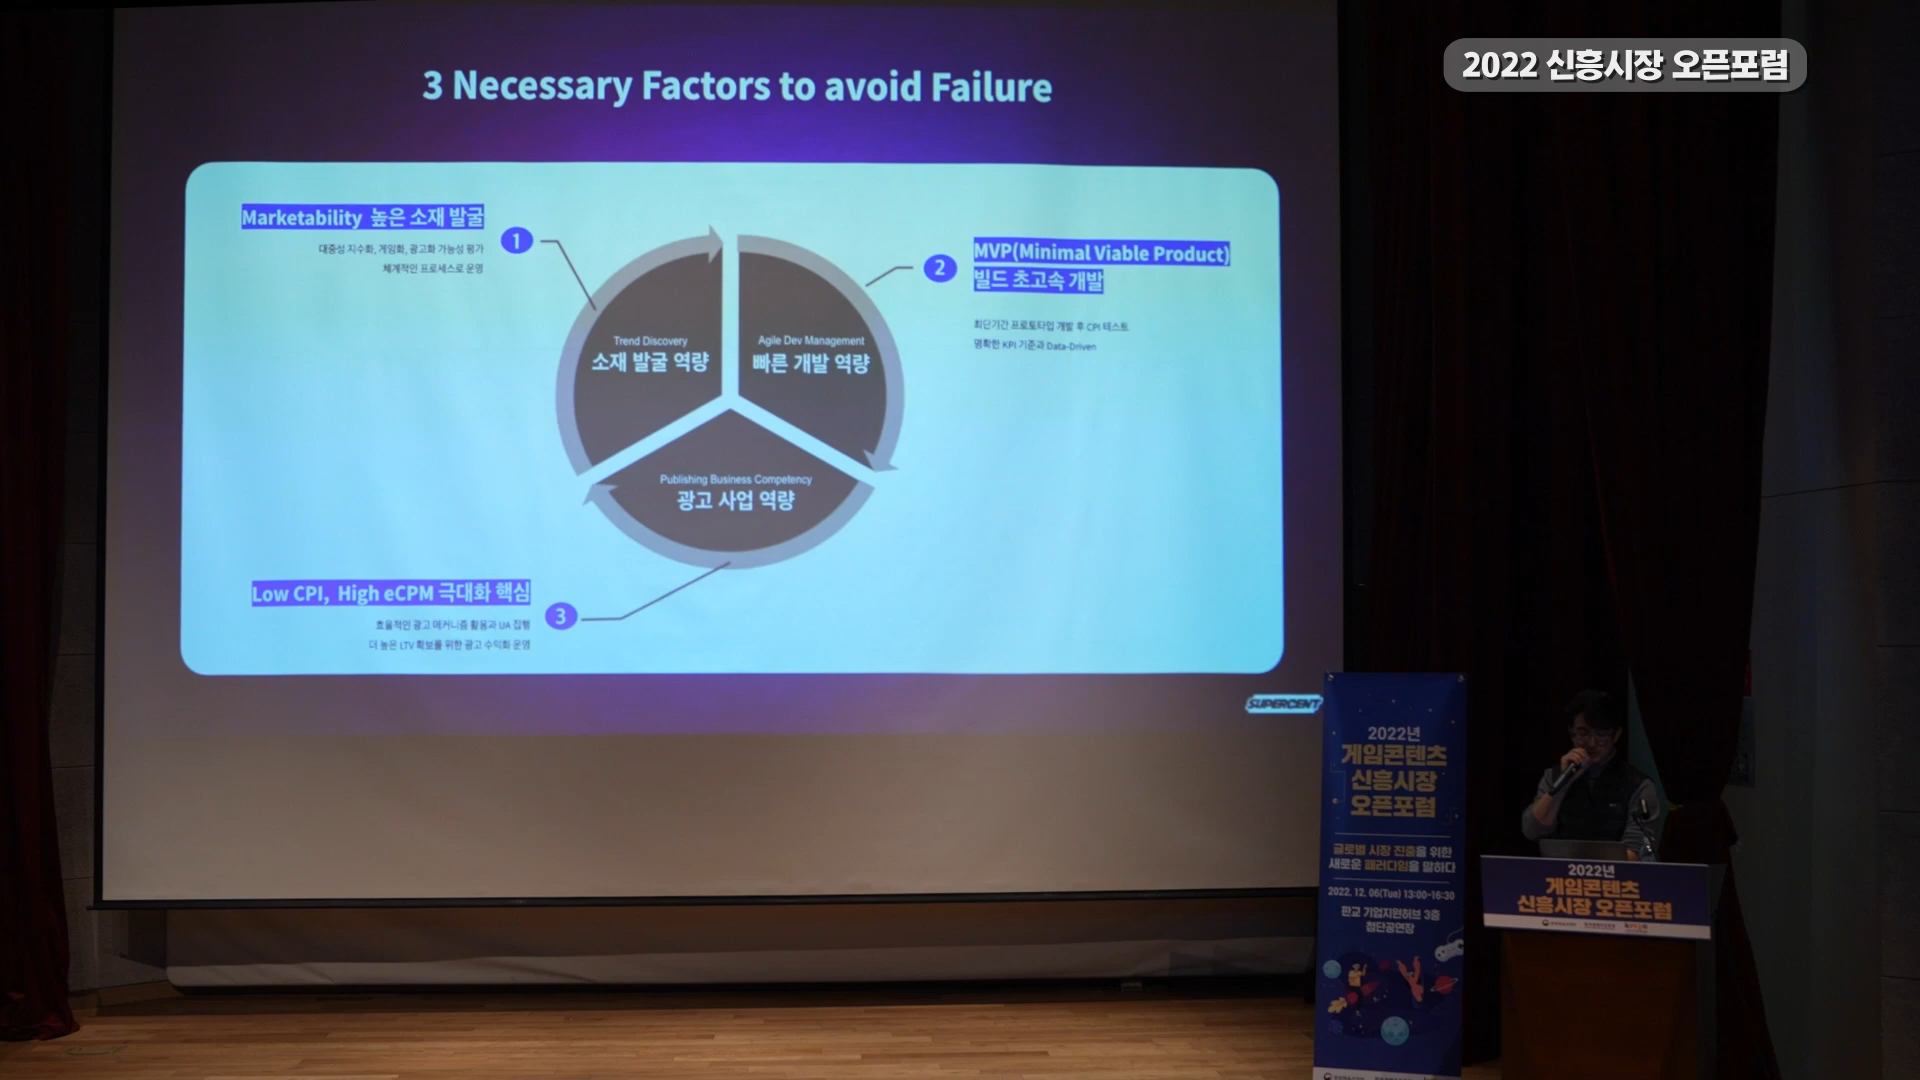 2022 신흥시장 오픈포럼
3 Necessary Factors to avoid Failure
Marketability 높은 소재 발굴
대중성 지수화, 게임화, 광고화 가능성 평가
체계적인 프로세스로 운영
1
2
MVP(Minimal Viable Product)
빌드 초고속 개발
최단기간 프로토타입 개발 후 CPI 테스트
명확한 KPI 기준과 Data-Driven
Trend Discovery
소재 발굴 역량
Agile Dev Management
빠른 개발 역량
Publishing Business Competency
광고 사업 역량
Low CPI, High eCPM 극대화 핵심
효율적인 광고 메커니즘 활용과 UA 집행
더 높은 LTV 확보를 위한 광고 수익화 운영
3
SUPERCENT
2022년
게임콘텐츠
신흥시장
오픈포럼
글로벌 시장 진출을 위한
새로운 패러다임을 말하다
2022. 12. 06(Tue) 13:00-16:30
판교 기업지원허브 3층
첨단공연장
2022년
게임콘텐츠
신흥시장 오픈포럼